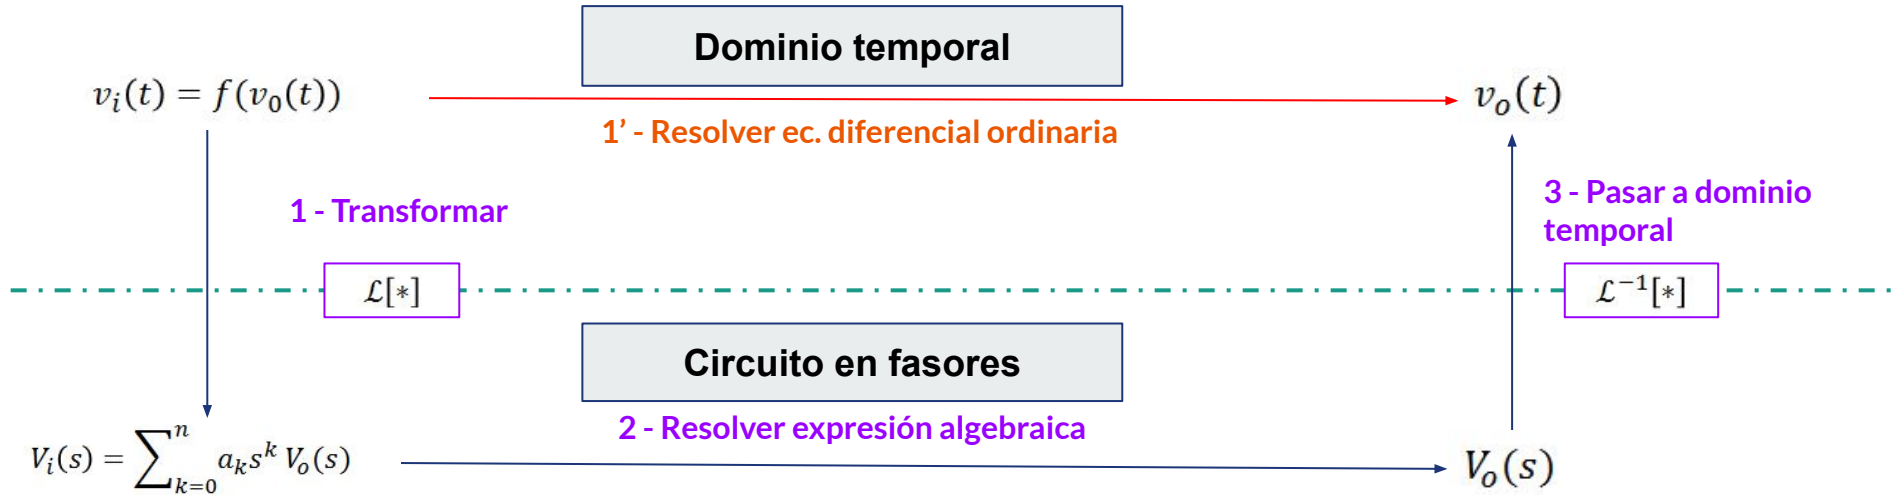 Dominio temporal
v_i(t) = f(v_0(t))
v_o(t)
1’ - Resolver ec. diferencial ordinaria
1 - Transformar
3 - Pasar a dominio
temporal
ℒ[*]
ℒ^{-1}[*]
Circuito en fasores
2 - Resolver expresión algebraica
V_i(s) = \sum_{k=0}^{n} a_k s^k V_o(s)
V_o(s)